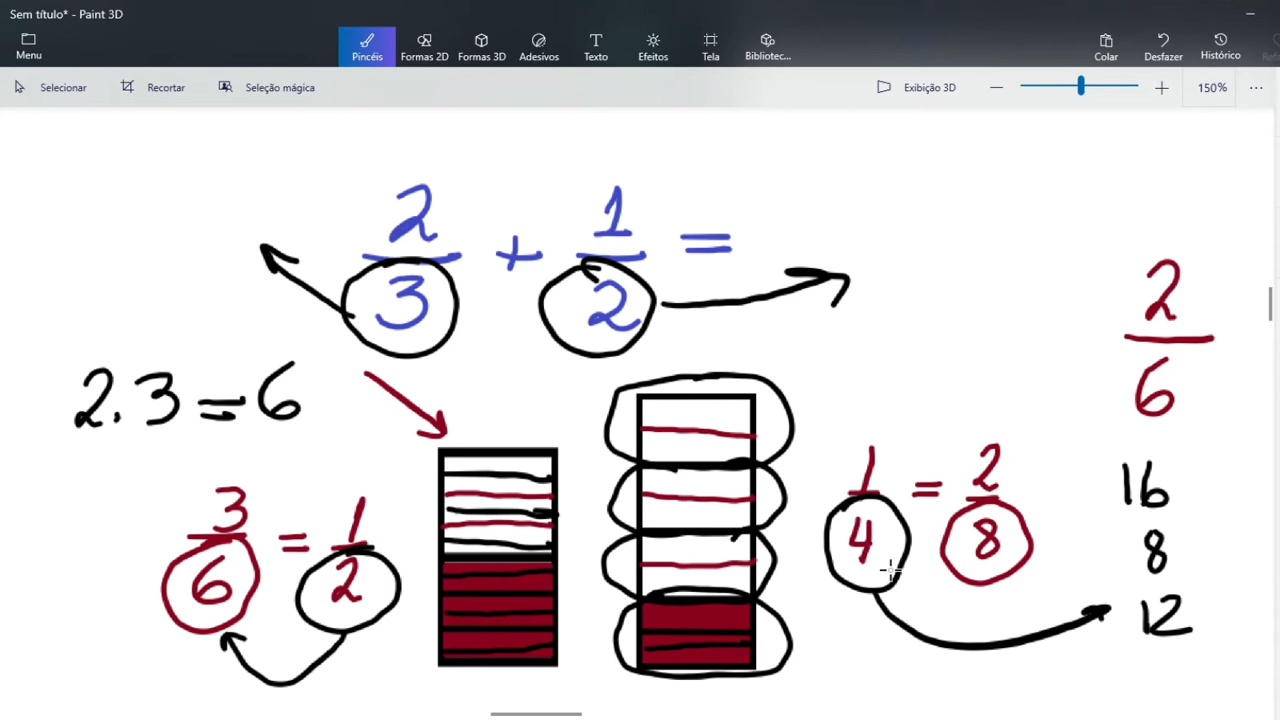 Sem título* - Paint 3D
Menu
Pincéis Formas 2D Formas 3D Adesivos Texto Efeitos Tela Bibliotec... Colar Desfazer Histórico
Selecionar Recortar Seleção mágica Exibição 3D 150%
2/3 + 1/2 =
2/6
2.3=6
3/6 = 1/2
1/4 = 2/8
16
8
12